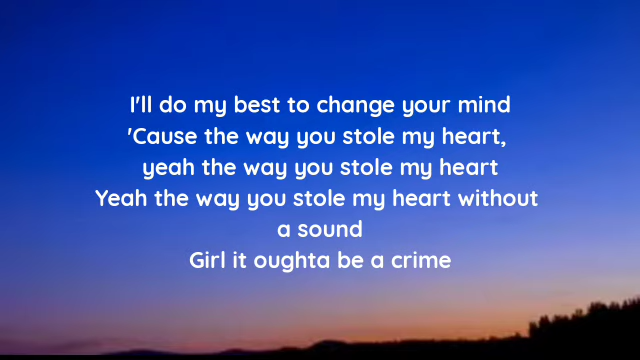 I'll do my best to change your mind
'Cause the way you stole my heart,
yeah the way you stole my heart
Yeah the way you stole my heart without
a sound
Girl it oughta be a crime